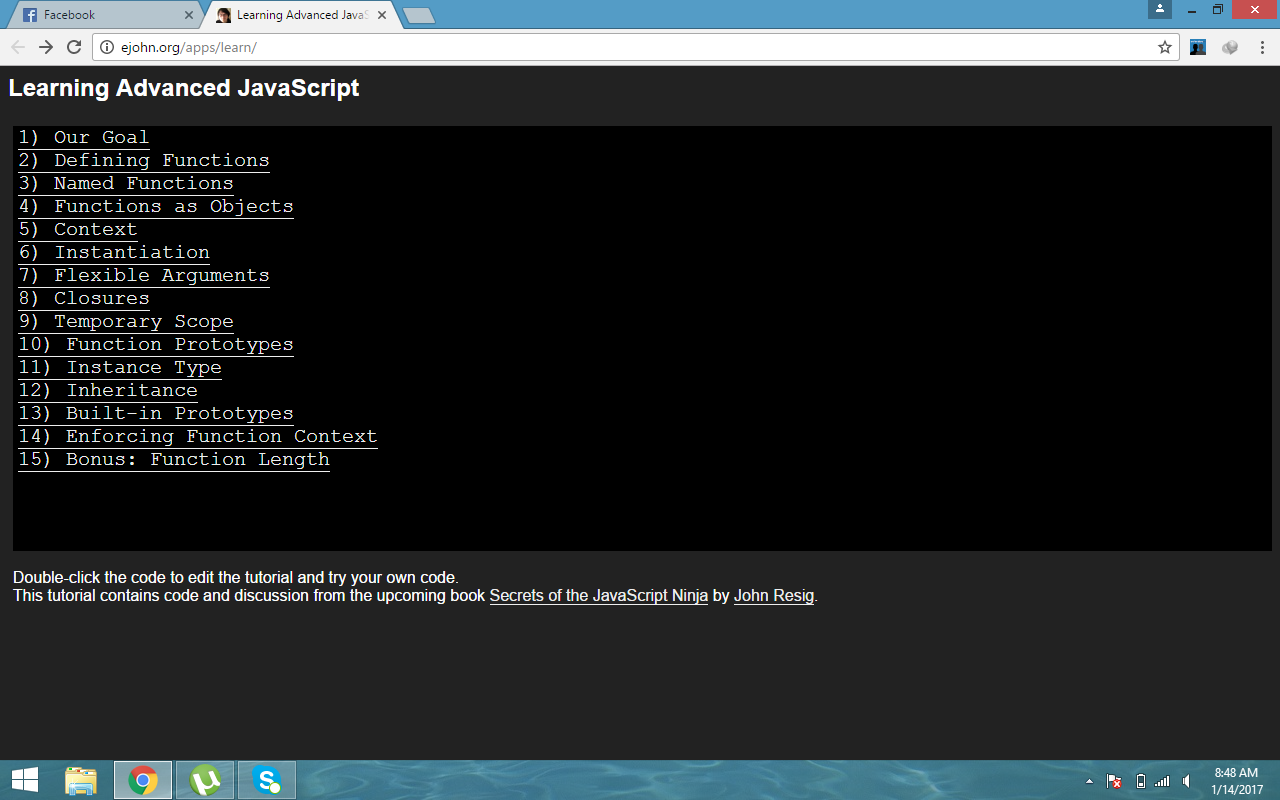 Facebook
Learning Advanced JavaS
ejohn.org/apps/learn/
Learning Advanced JavaScript
1) Our Goal
2) Defining Functions
3) Named Functions
4) Functions as Objects
5) Context
6) Instantiation
7) Flexible Arguments
8) Closures
9) Temporary Scope
10) Function Prototypes
11) Instance Type
12) Inheritance
13) Built-in Prototypes
14) Enforcing Function Context
15) Bonus: Function Length
Double-click the code to edit the tutorial and try your own code.
This tutorial contains code and discussion from the upcoming book Secrets of the JavaScript Ninja by John Resig.
8:48 AM
1/14/2017